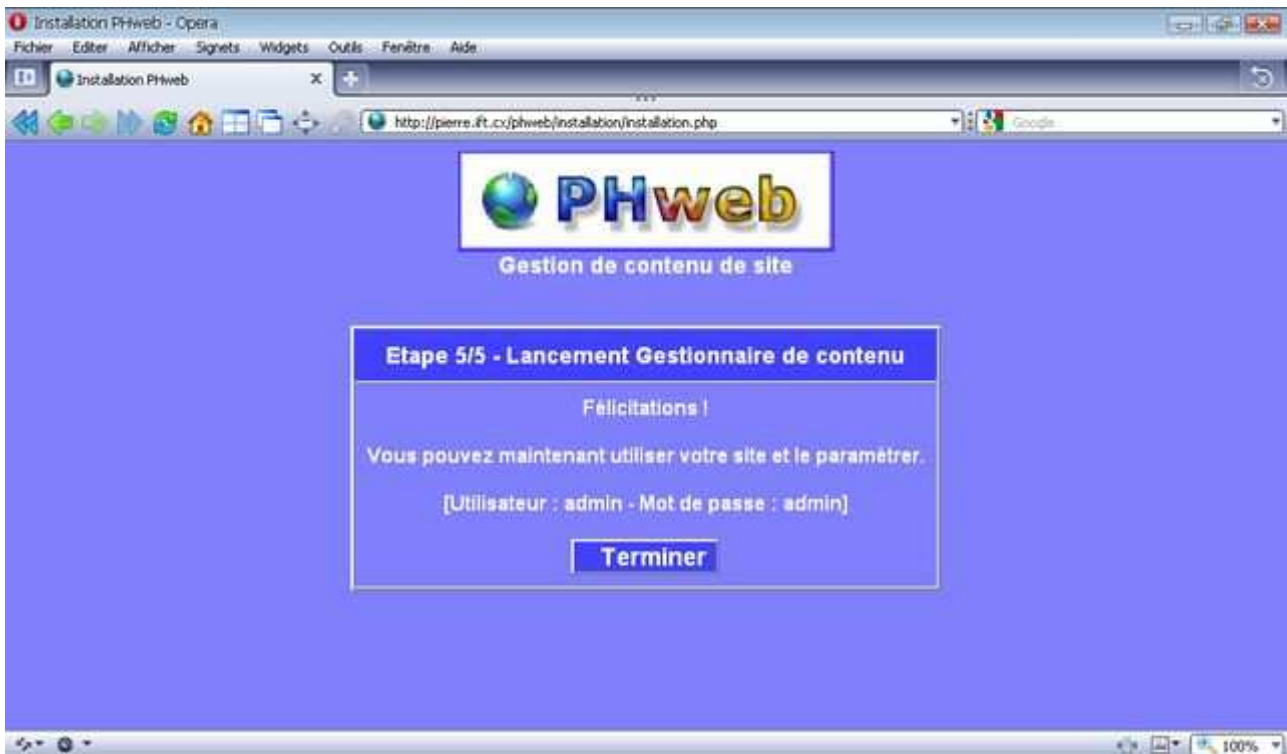 Installation PHweb - Opera
Fichier Editer Afficher Signets Widgets Outils Fenêtre Aide
Installation PHweb
http://pierre.ift.cx/phweb/installation/installation.php
Google
PHweb
Gestion de contenu de site
Etape 5/5 - Lancement Gestionnaire de contenu
Félicitations !
Vous pouvez maintenant utiliser votre site et le paramétrer.
[Utilisateur : admin - Mot de passe : admin]
Terminer
100%